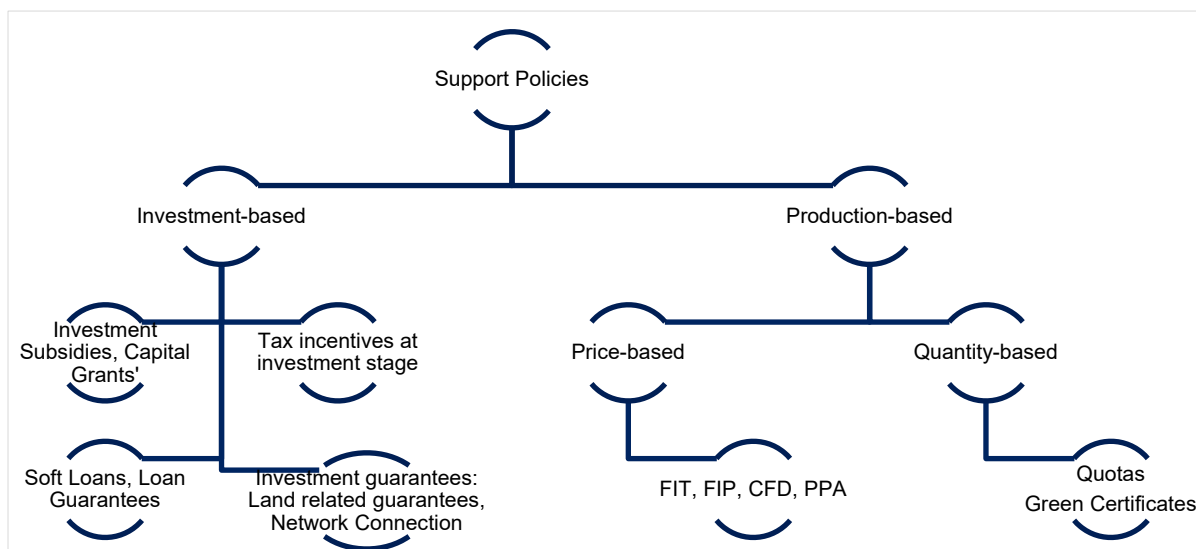 Support Policies
Investment-based
Production-based
Investment
Subsidies, Capital
Grants'
Tax incentives at
investment stage
Price-based
Quantity-based
Soft Loans, Loan
Guarantees
Investment guarantees:
Land related guarantees,
Network Connection
FIT, FIP, CFD, PPA
Quotas
Green Certificates